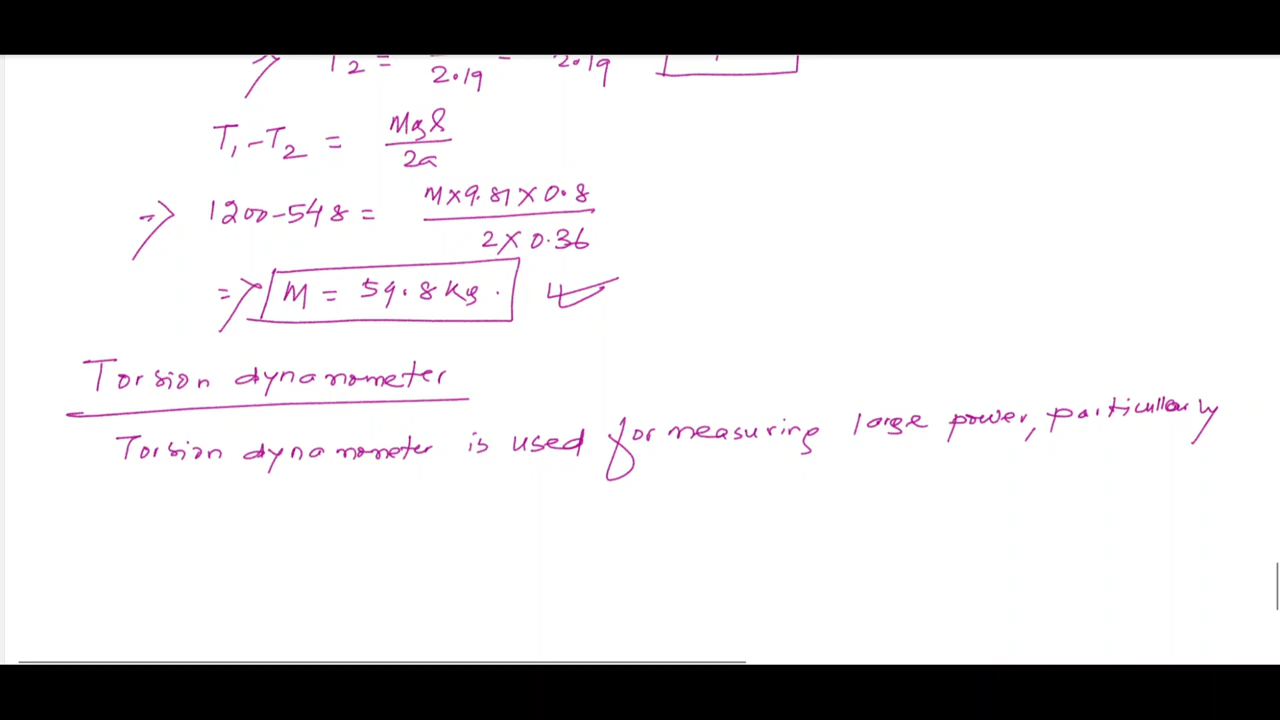 T2 = 2.19 = 2.19
T1 - T2 = Mgl / 2a
=> 1200 - 548 = M × 9.81 × 0.8 / 2 × 0.36
=> M = 59.8 Kg.
Torsion dynamometer
Torsion dynamometer is used for measuring large power, particularly